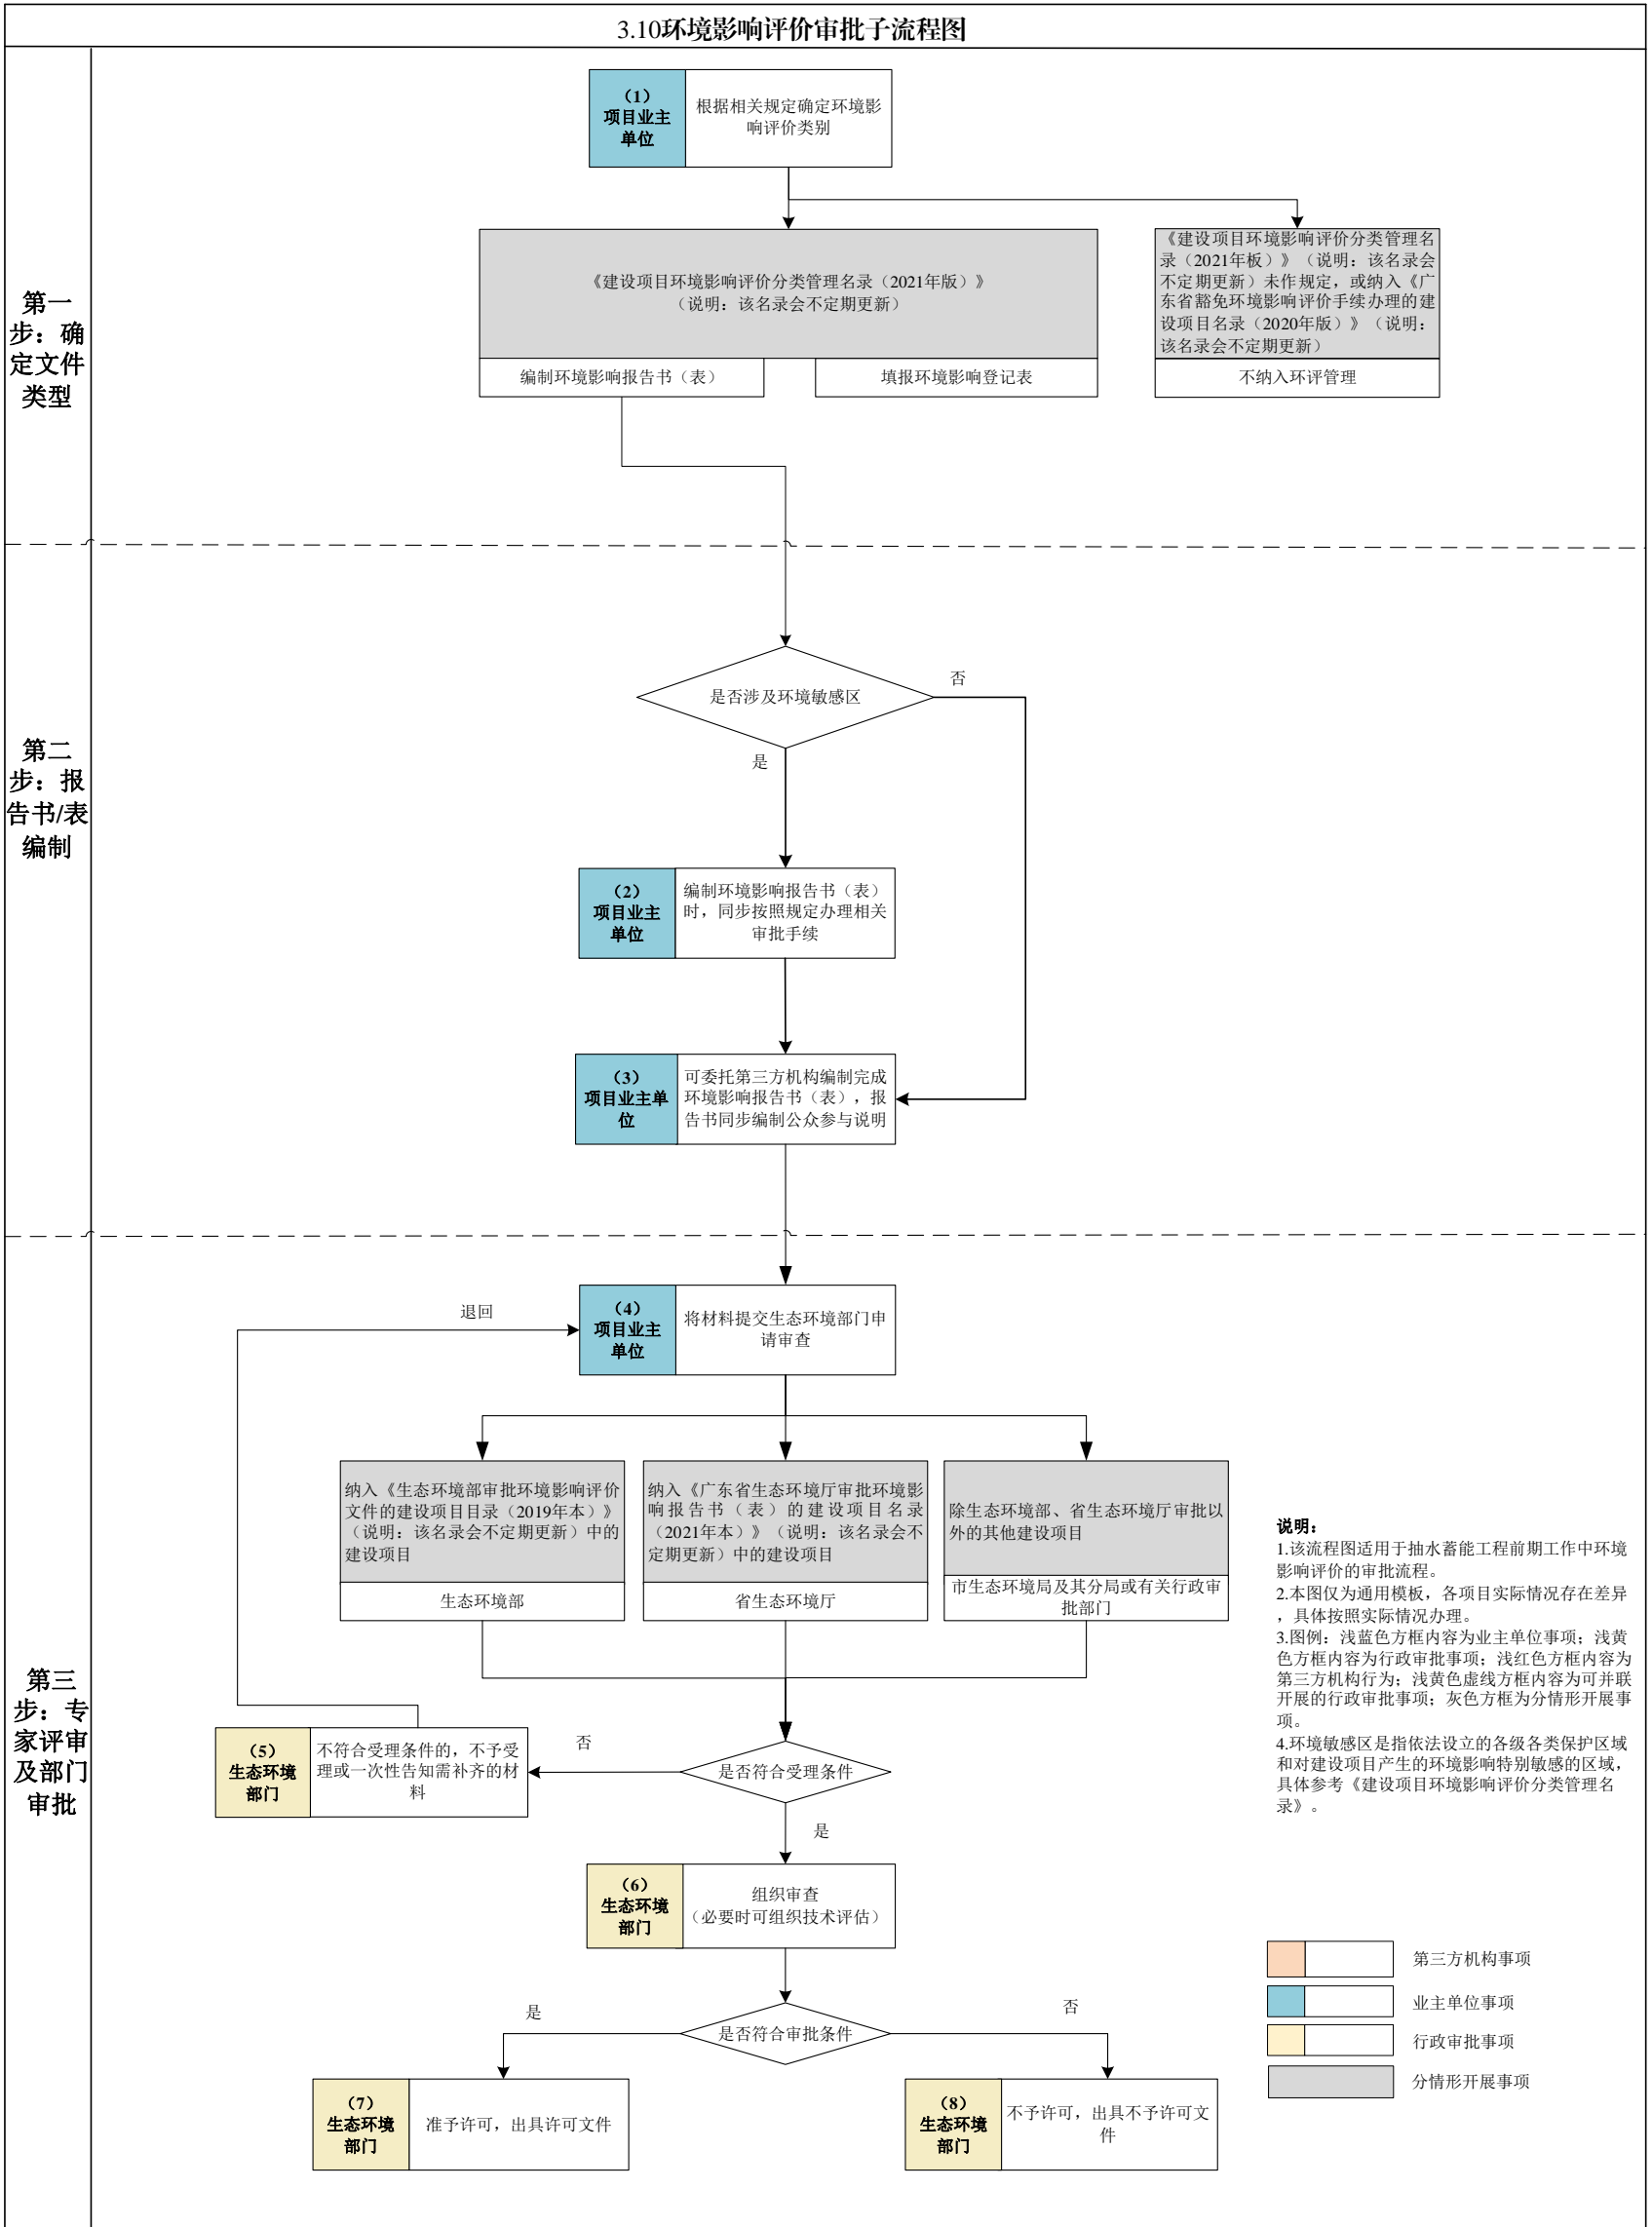 3.10环境影响评价审批子流程图
第一
步：确
定文件
类型
（1）
项目业主
单位
根据相关规定确定环境影
响评价类别
《建设项目环境影响评价分类管理名录（2021年版）》
（说明：该名录会不定期更新）
编制环境影响报告书（表）
填报环境影响登记表
《建设项目环境影响评价分类管理名
录（2021年板）》（说明：该名录会
不定期更新）未作规定，或纳入《广
东省豁免环境影响评价手续办理的建
设项目名录（2020年版）》（说明：
该名录会不定期更新）
不纳入环评管理
第二
步：报
告书/表
编制
是否涉及环境敏感区
否
是
（2）
项目业主
单位
编制环境影响报告书（表）
时，同步按照规定办理相关
审批手续
（3）
项目业主单
位
可委托第三方机构编制完成
环境影响报告书（表），报
告书同步编制公众参与说明
第三
步：专
家评审
及部门
审批
退回
（4）
项目业主
单位
将材料提交生态环境部门申
请审查
纳入《生态环境部审批环境影响评价
文件的建设项目目录（2019年本）》
（说明：该名录会不定期更新）中的
建设项目
生态环境部
纳入《广东省生态环境厅审批环境影
响报告书（表）的建设项目名录
（2021年本）》（说明：该名录会不
定期更新）中的建设项目
省生态环境厅
除生态环境部、省生态环境厅审批以
外的其他建设项目
市生态环境局及其分局或有关行政审
批部门
（5）
生态环境
部门
不符合受理条件的，不予受
理或一次性告知需补齐的材
料
否
是否符合受理条件
是
（6）
生态环境
部门
组织审查
（必要时可组织技术评估）
是
是否符合审批条件
否
（7）
生态环境
部门
准予许可，出具许可文件
（8）
生态环境
部门
不予许可，出具不予许可文
件
说明：
1.该流程图适用于抽水蓄能工程前期工作中环境
影响评价的审批流程。
2.本图仅为通用模板，各项目实际情况存在差异
，具体按照实际情况办理。
3.图例：浅蓝色方框内容为业主单位事项；浅黄
色方框内容为行政审批事项；浅红色方框内容为
第三方机构行为；浅黄色虚线方框内容为可并联
开展的行政审批事项；灰色方框为分情形开展事
项。
4.环境敏感区是指依法设立的各级各类保护区域
和对建设项目产生的环境影响特别敏感的区域，
具体参考《建设项目环境影响评价分类管理名
录》。
第三方机构事项
业主单位事项
行政审批事项
分情形开展事项